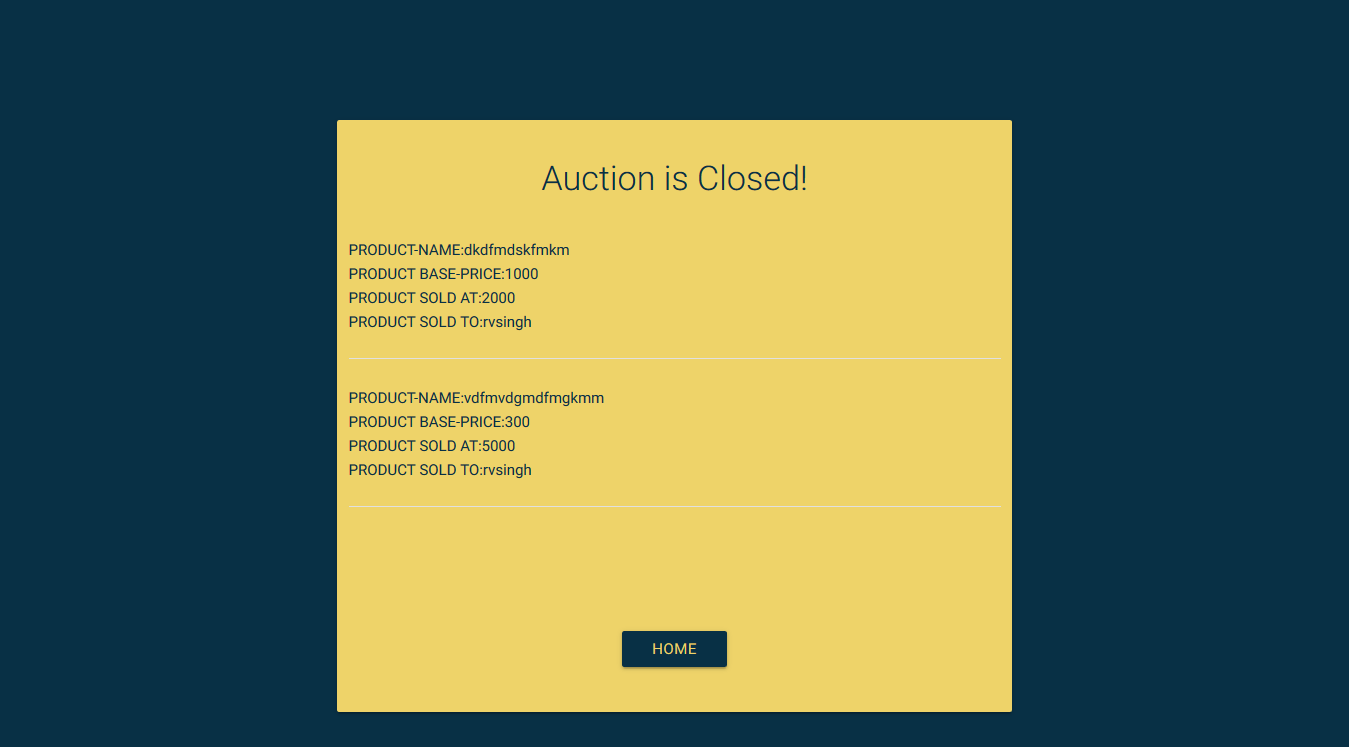 Auction is Closed!
PRODUCT-NAME:dkdfmdskfmkm
PRODUCT BASE-PRICE:1000
PRODUCT SOLD AT:2000
PRODUCT SOLD TO:rvsingh
PRODUCT-NAME:vdfmvdgmdfmgkmm
PRODUCT BASE-PRICE:300
PRODUCT SOLD AT:5000
PRODUCT SOLD TO:rvsingh
HOME